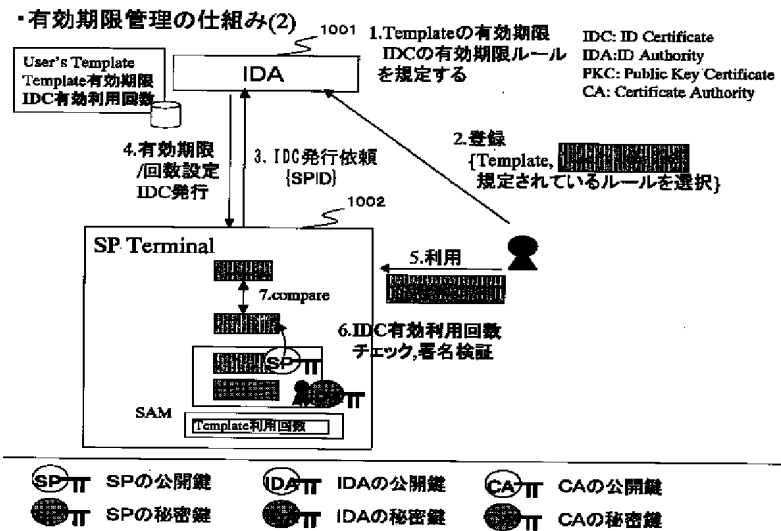 ・有効期限管理の仕組み(2)
1001
1.Templateの有効期限
IDCの有効期限ルール
を規定する
IDC: ID Certificate
IDA:ID Authority
PKC: Public Key Certificate
CA: Certificate Authority
User's Template
Template有効期限
IDC有効利用回数
IDA
2.登録
{Template,
規定されているルールを選択}
4.有効期限
/回数設定
IDC発行
3. IDC発行依頼
{SPID}
1002
SP Terminal
5.利用
7.compare
6.IDC有効利用回数
チェック,署名検証
SP
SAM
Template利用回数
SP SPの公開鍵
IDA IDAの公開鍵
CA CAの公開鍵
SPの秘密鍵
IDAの秘密鍵
CAの秘密鍵